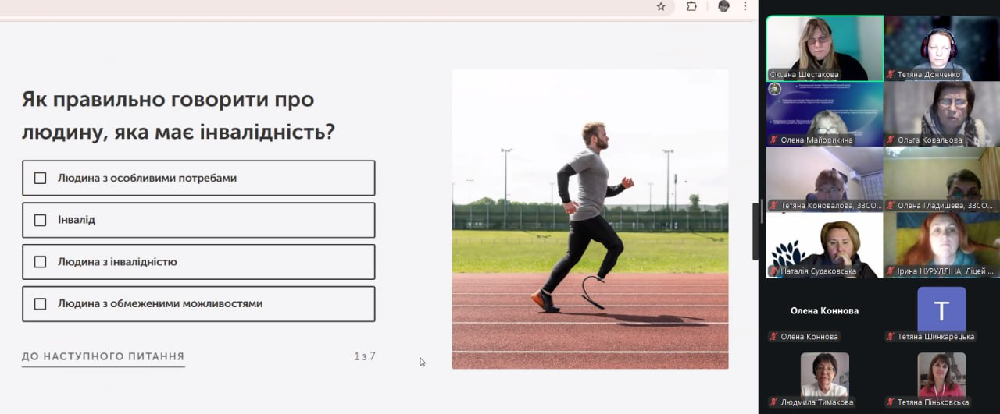 Як правильно говорити про
людину, яка має інвалідність?
Людина з особливими потребами
Інвалід
Людина з інвалідністю
Людина з обмеженими можливостями
ДО НАСТУПНОГО ПИТАННЯ
1 з 7
Оксана Шестакова
Тетяна Донченко
Олена Майорихина
Ольга Ковальова
Тетяна Коновалова, ЗЗСО...
Олена Гладишева, ЗЗСО...
Наталія Судаковська
Ірина НУРУЛЛІНА, Ліцей ...
Олена Коннова
Олена Коннова
Т
Тетяна Шинкарецька
Людмила Тимакова
Тетяна Піньковська